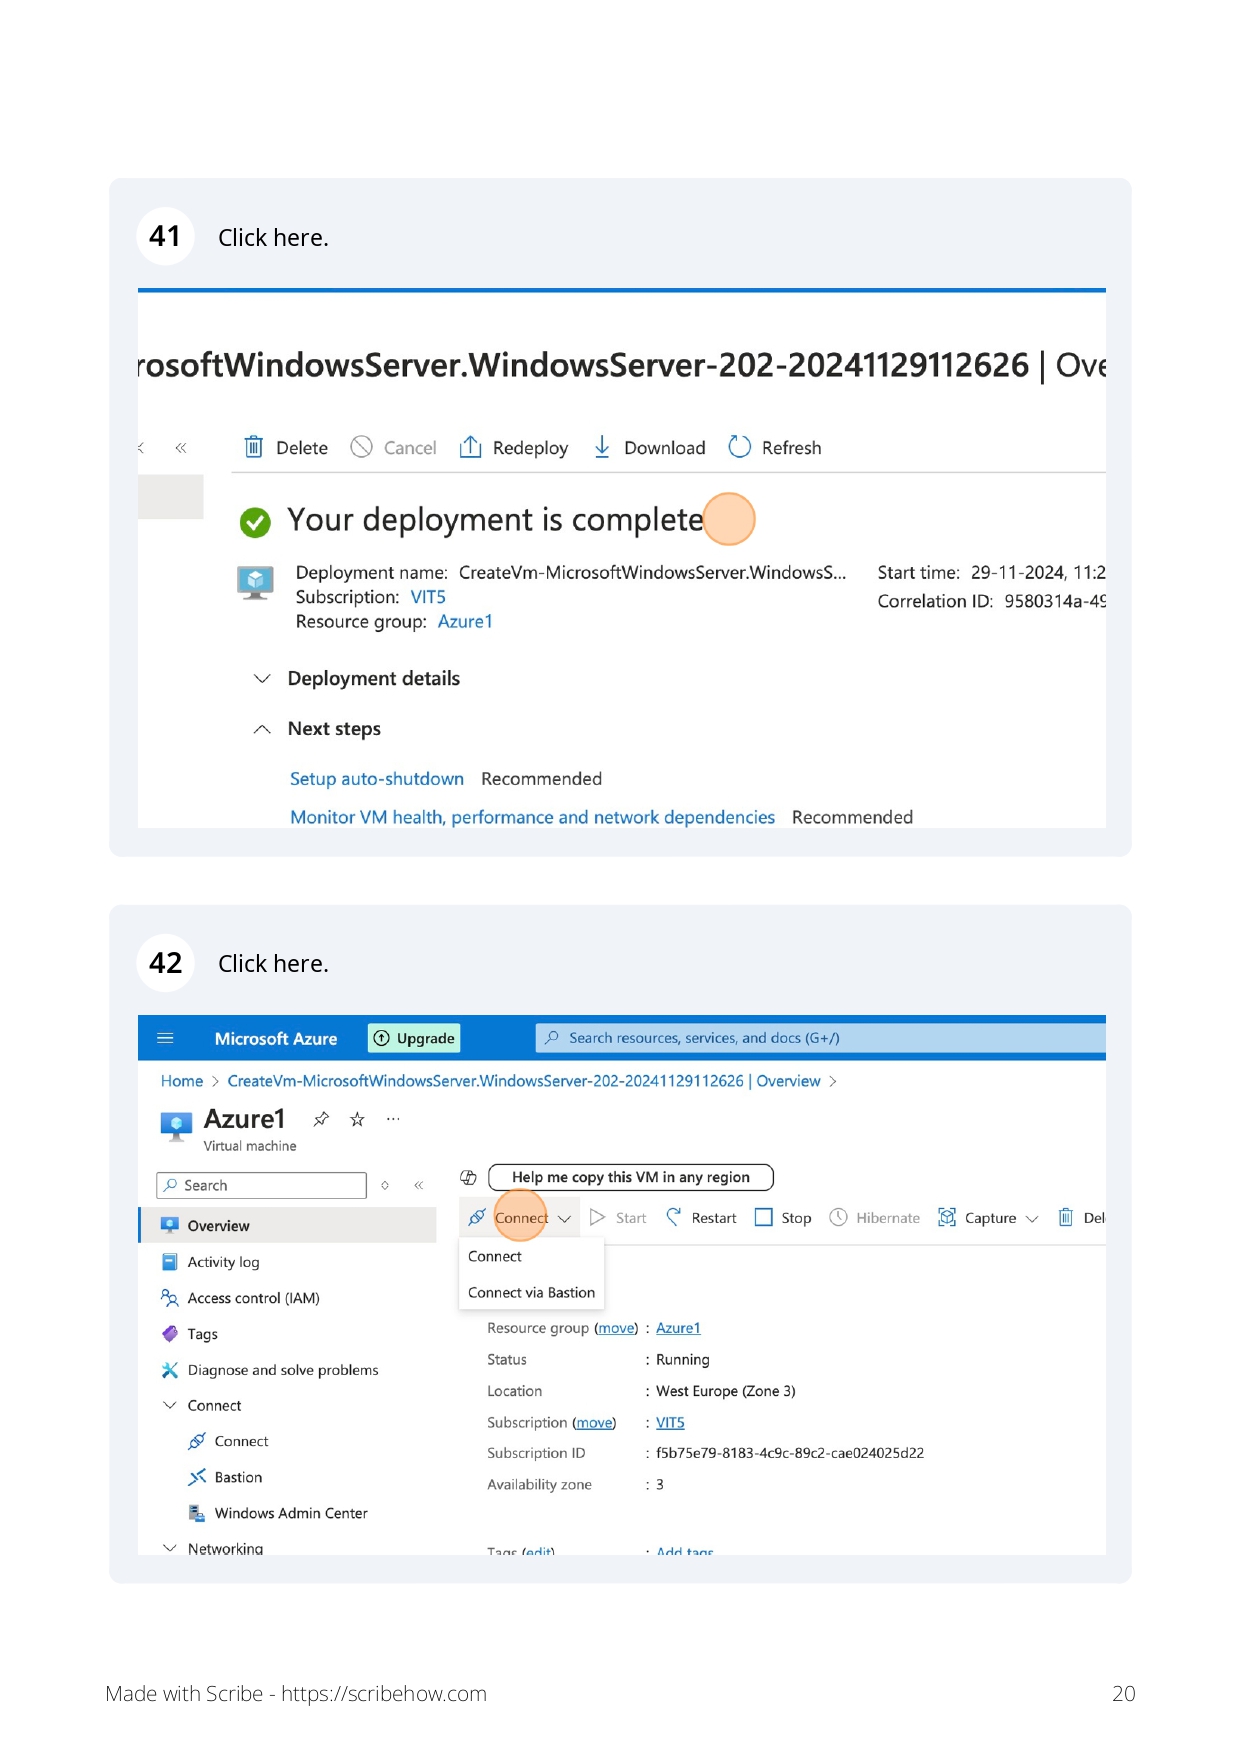 41 Click here.
rosoftWindowsServer.WindowsServer-202-20241129112626 | Ove
Delete Cancel Redeploy Download Refresh
Your deployment is complete
Deployment name: CreateVm-MicrosoftWindowsServer.WindowsS... Start time: 29-11-2024, 11:2
Subscription: VIT5 Correlation ID: 9580314a-49
Resource group: Azure1
Deployment details
Next steps
Setup auto-shutdown Recommended
Monitor VM health, performance and network dependencies Recommended
42 Click here.
Microsoft Azure Upgrade Search resources, services, and docs (G+/)
Home > CreateVm-MicrosoftWindowsServer.WindowsServer-202-20241129112626 | Overview >
Azure1
Virtual machine
Search
Help me copy this VM in any region
Connect Start Restart Stop Hibernate Capture Del
Connect
Connect via Bastion
Overview
Activity log
Access control (IAM)
Tags
Diagnose and solve problems
Connect
Connect
Bastion
Windows Admin Center
Networking
Resource group (move) : Azure1
Status : Running
Location : West Europe (Zone 3)
Subscription (move) : VIT5
Subscription ID : f5b75e79-8183-4c9c-89c2-cae024025d22
Availability zone : 3
Tags (edit) : Add tags
Made with Scribe - https://scribehow.com 20